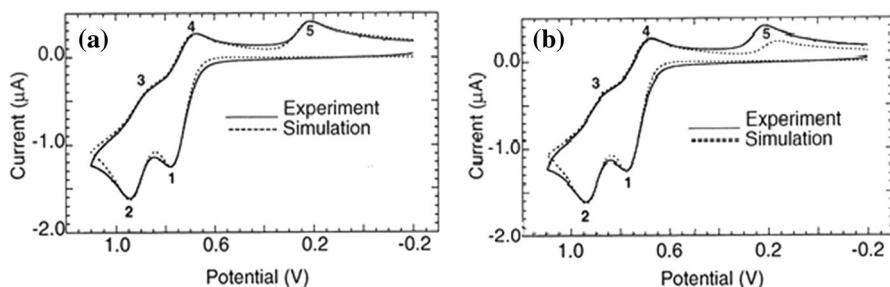 (a)
4
5
3
0.0
Experiment
Simulation
-1.0
1
2
-2.0
1.0 0.6 0.2 -0.2
Potential (V)
Current (µA)
(b)
4
5
3
0.0
Experiment
Simulation
-1.0
1
2
-2.0
1.0 0.6 0.2 -0.2
Potential (V)
Current (µA)